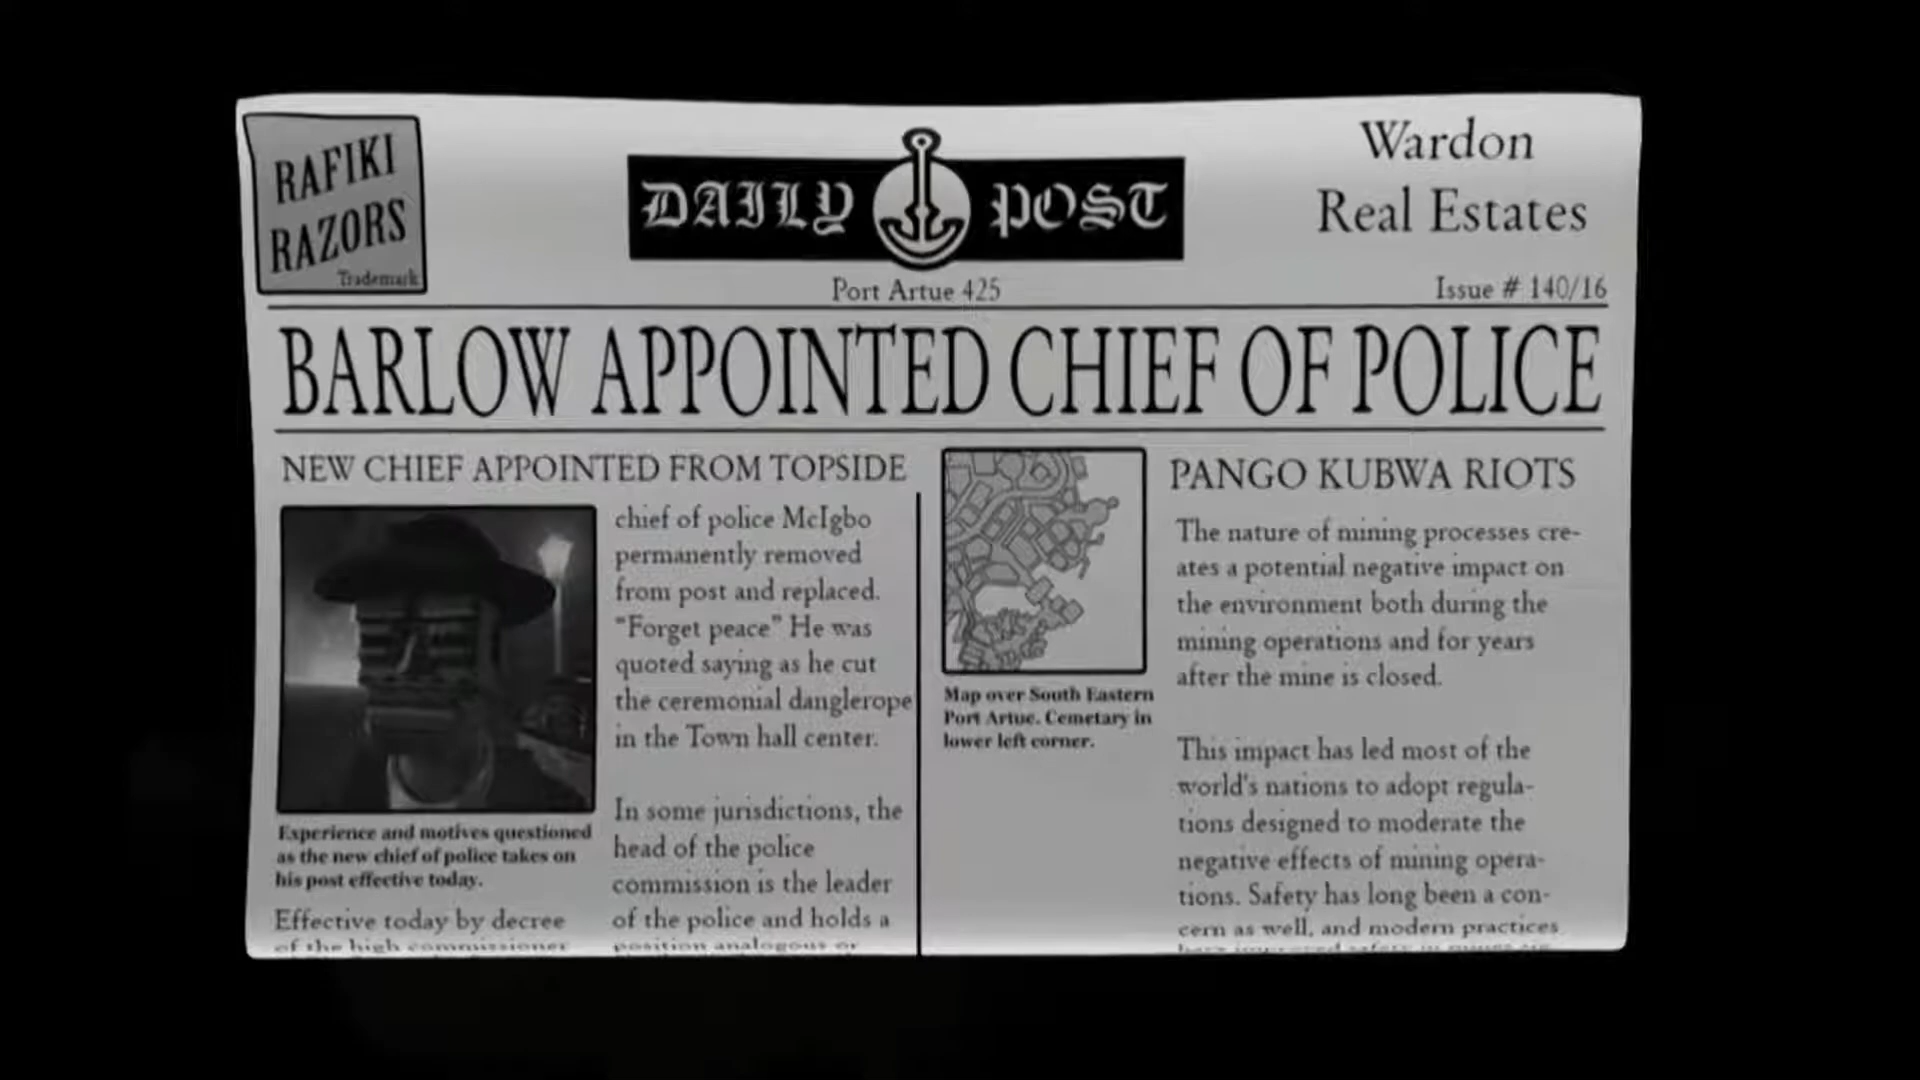 RAFIKI
RAZORS
Trademark
DAILY POST
Wardon
Real Estates
Port Artue 425
Issue # 140/16
BARLOW APPOINTED CHIEF OF POLICE
NEW CHIEF APPOINTED FROM TOPSIDE
Experience and motives questioned
as the new chief of police takes on
his post effective today.
Effective today by decree
of the high commissioner
chief of police McIgbo
permanently removed
from post and replaced.
"Forget peace" He was
quoted saying as he cut
the ceremonial danglerope
in the Town hall center.
In some jurisdictions, the
head of the police
commission is the leader
of the police and holds a
position analogous or
Map over South Eastern
Port Artue. Cemetary in
lower left corner.
PANGO KUBWA RIOTS
The nature of mining processes cre-
ates a potential negative impact on
the environment both during the
mining operations and for years
after the mine is closed.
This impact has led most of the
world's nations to adopt regula-
tions designed to moderate the
negative effects of mining opera-
tions. Safety has long been a con-
cern as well, and modern practices